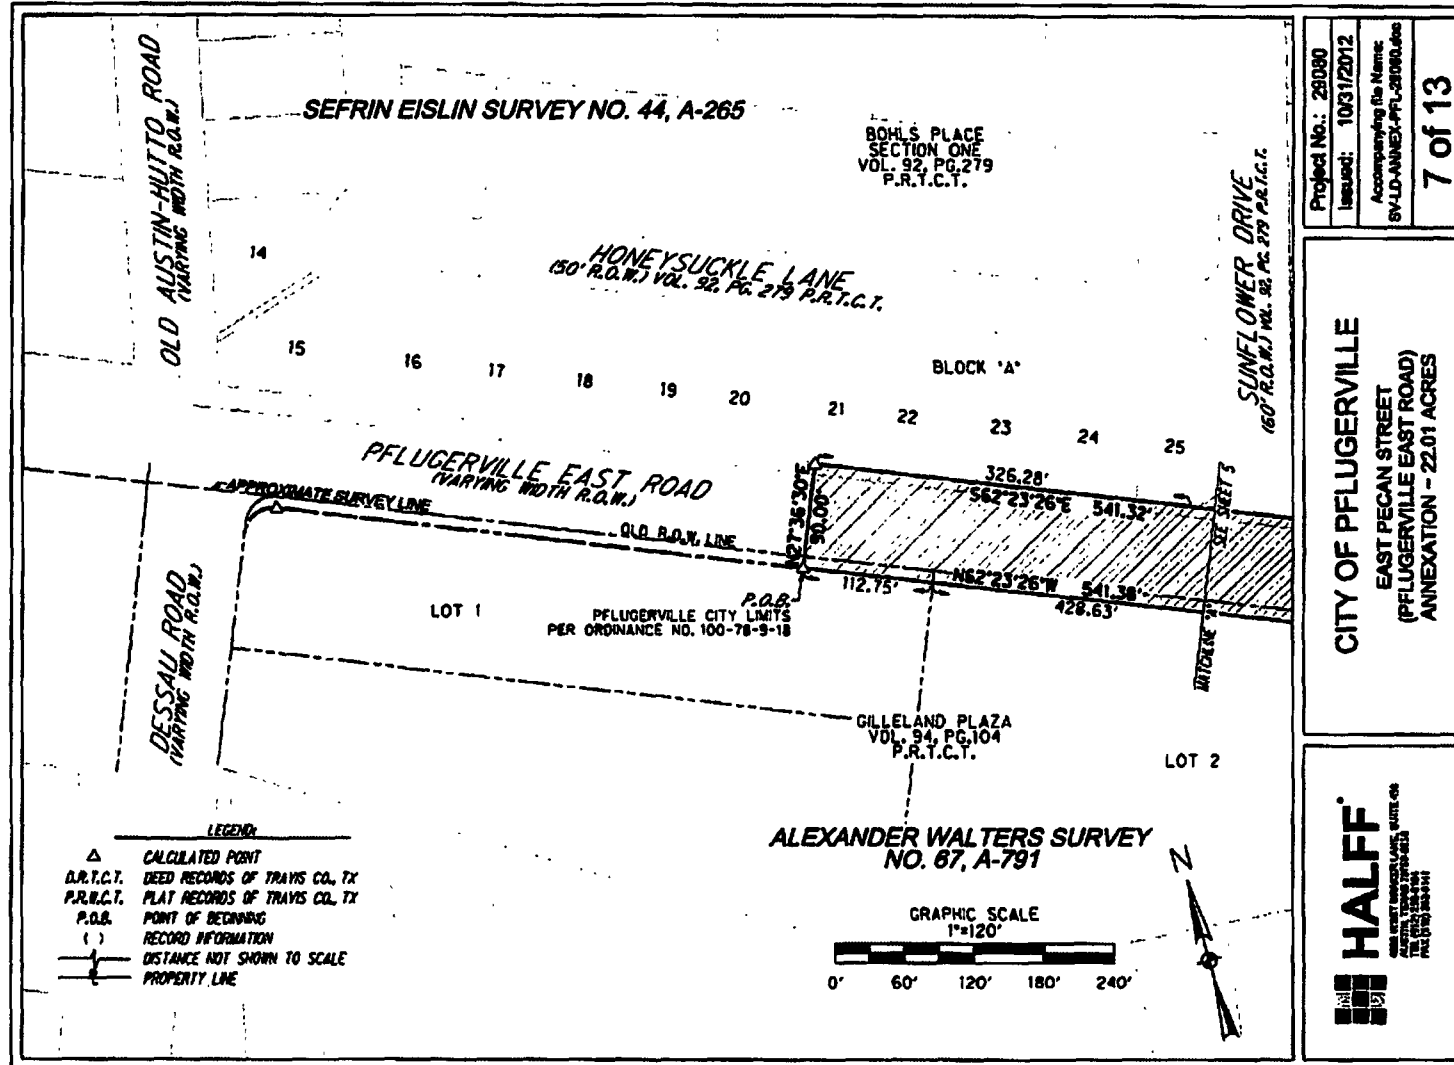 SEFRIN EISLIN SURVEY NO. 44, A-265
OLD AUSTIN-HUTTO ROAD
(VARYING WIDTH R.O.W.)
BOHLS PLACE
SECTION ONE
VOL. 92, PG.279
P.R.T.C.T.
HONEYSUCKLE LANE
(50' R.O.W.) VOL. 92, PG. 279 P.R.T.C.T.
SUNFLOWER DRIVE
(60' R.O.W.) VOL. 92, PG. 279 P.R.T.C.T.
14
15
16
17
18
19
20
21
22
23
24
25
BLOCK 'A'
PFLUGERVILLE EAST ROAD
(VARYING WIDTH R.O.W.)
APPROXIMATE SURVEY LINE
OLD R.O.W. LINE
N27°36'30"E
90.00'
326.28'
S62°23'26"E 541.32'
SEE SHEET 5
MATCHLINE "A"
112.75'
N62°23'26"W 541.38'
428.63'
P.O.B.
PFLUGERVILLE CITY LIMITS
PER ORDINANCE NO. 100-78-9-18
LOT 1
DESSAU ROAD
(VARYING WIDTH R.O.W.)
GILLELAND PLAZA
VOL. 94, PG.104
P.R.T.C.T.
LOT 2
ALEXANDER WALTERS SURVEY
NO. 67, A-791
N
GRAPHIC SCALE
1"=120'
0' 60' 120' 180' 240'
LEGEND:
CALCULATED POINT
D.R.T.C.T. DEED RECORDS OF TRAVIS CO., TX
P.R.W.C.T. PLAT RECORDS OF TRAVIS CO., TX
P.O.B. POINT OF BEGINNING
( ) RECORD INFORMATION
DISTANCE NOT SHOWN TO SCALE
PROPERTY LINE
Project No.: 29080
Issued: 10/31/2012
Accompanying File Name:
SV-LD-ANNEX-PFL-29080.doc
7 of 13
CITY OF PFLUGERVILLE
EAST PECAN STREET
(PFLUGERVILLE EAST ROAD)
ANNEXATION – 22.01 ACRES
HALFF